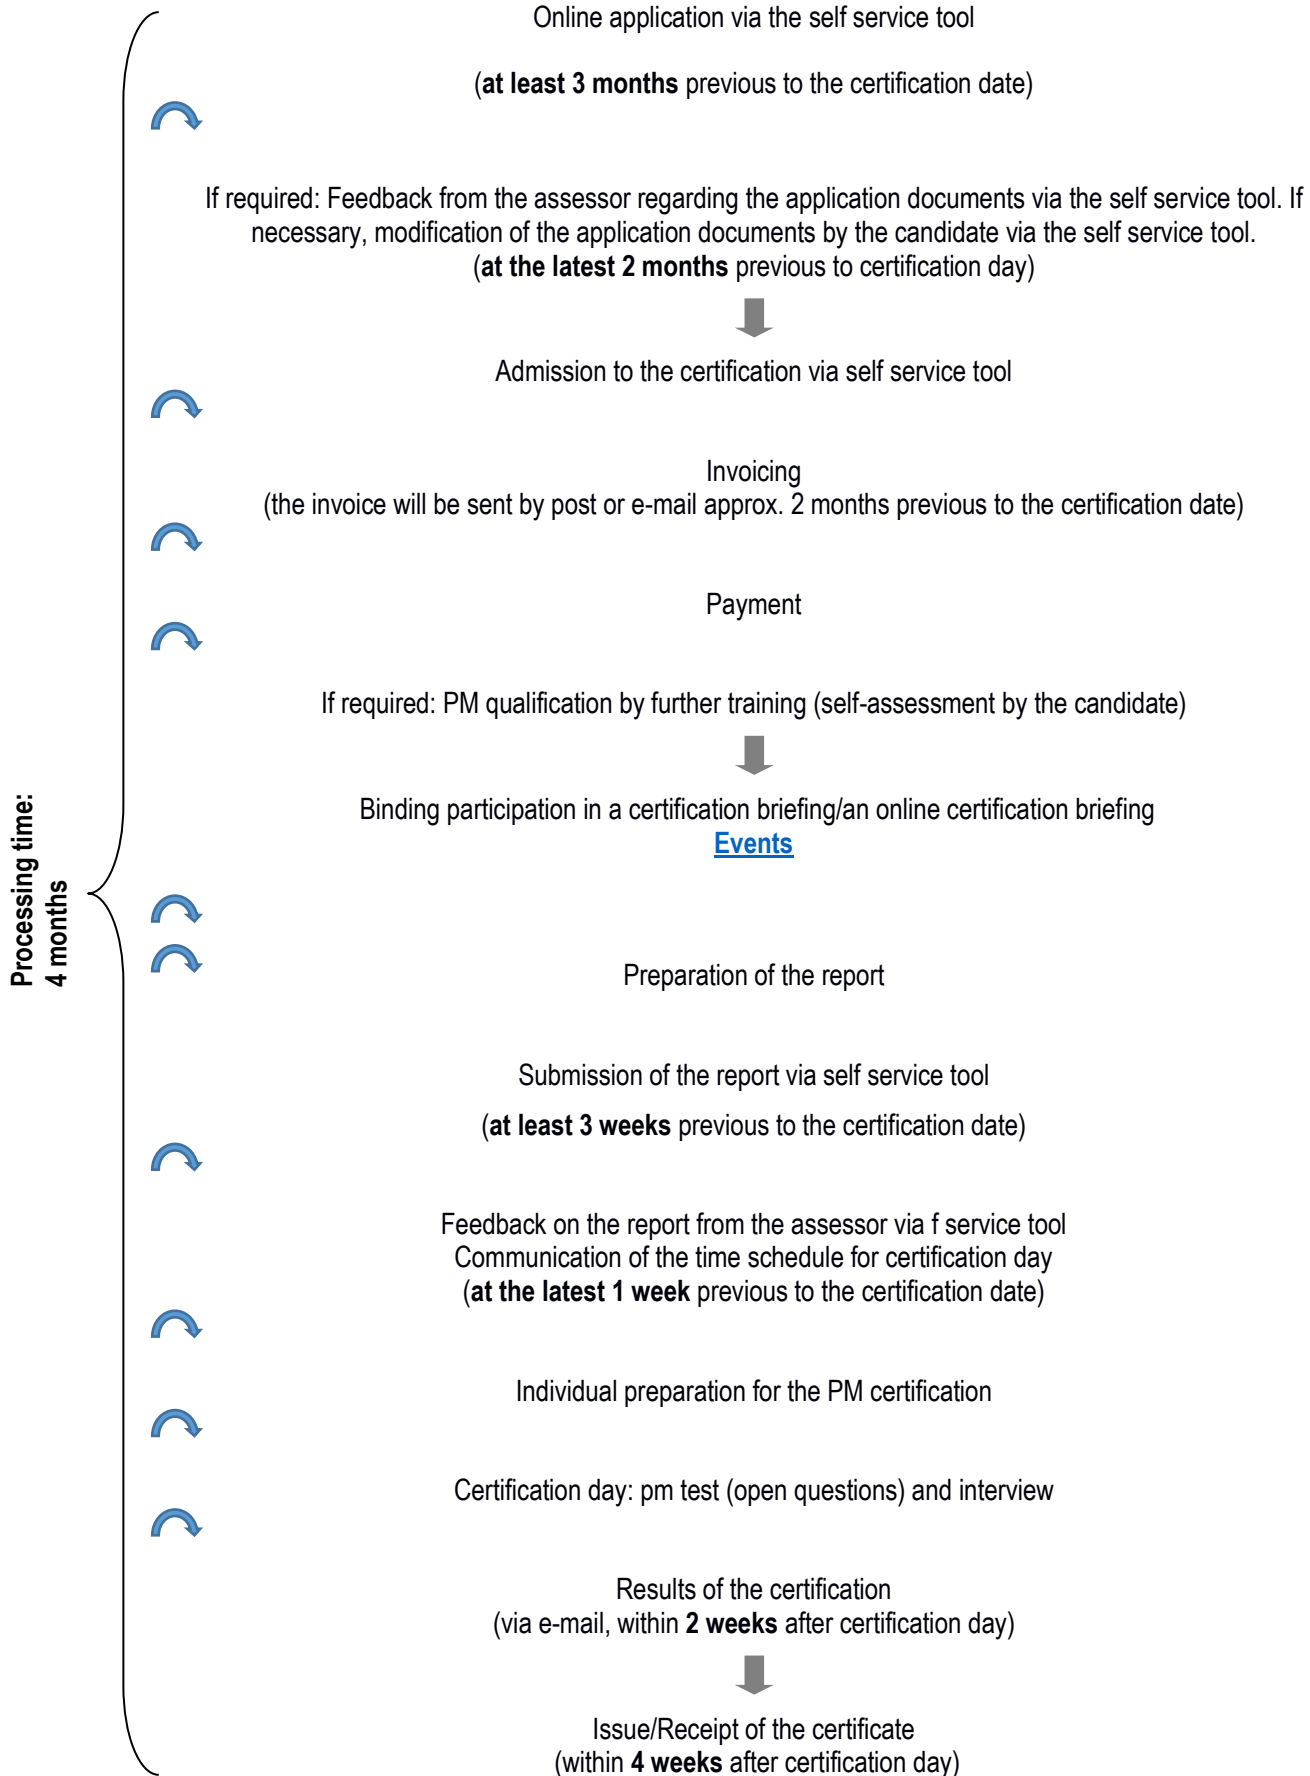 Online application via the self service tool
(at least 3 months previous to the certification date)
If required: Feedback from the assessor regarding the application documents via the self service tool. If
necessary, modification of the application documents by the candidate via the self service tool.
(at the latest 2 months previous to certification day)
Admission to the certification via self service tool
Invoicing
(the invoice will be sent by post or e-mail approx. 2 months previous to the certification date)
Payment
If required: PM qualification by further training (self-assessment by the candidate)
Binding participation in a certification briefing/an online certification briefing
Events
Processing time:
4 months
Preparation of the report
Submission of the report via self service tool
(at least 3 weeks previous to the certification date)
Feedback on the report from the assessor via f service tool
Communication of the time schedule for certification day
(at the latest 1 week previous to the certification date)
Individual preparation for the PM certification
Certification day: pm test (open questions) and interview
Results of the certification
(via e-mail, within 2 weeks after certification day)
Issue/Receipt of the certificate
(within 4 weeks after certification day)